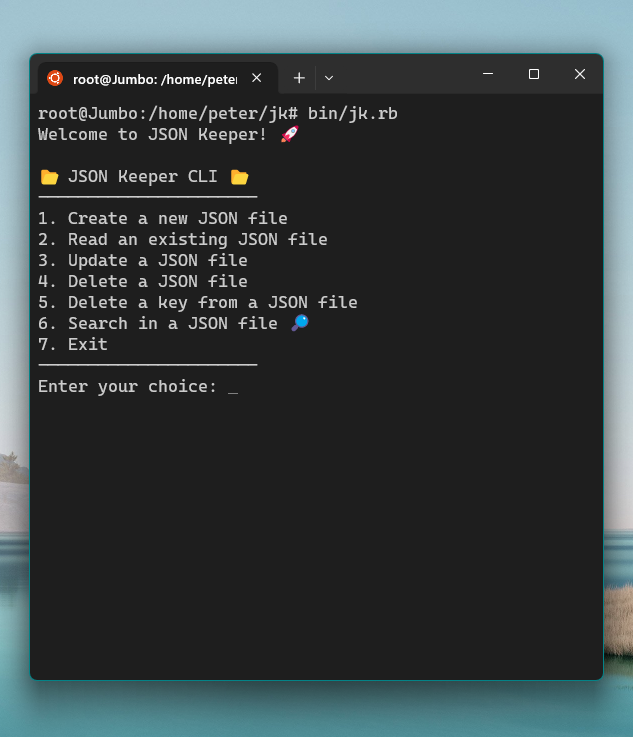 root@Jumbo: /home/peter
root@Jumbo:/home/peter/jk# bin/jk.rb
Welcome to JSON Keeper! 🚀
📂 JSON Keeper CLI 📂
----------------------
1. Create a new JSON file
2. Read an existing JSON file
3. Update a JSON file
4. Delete a JSON file
5. Delete a key from a JSON file
6. Search in a JSON file 🔎
7. Exit
----------------------
Enter your choice: _